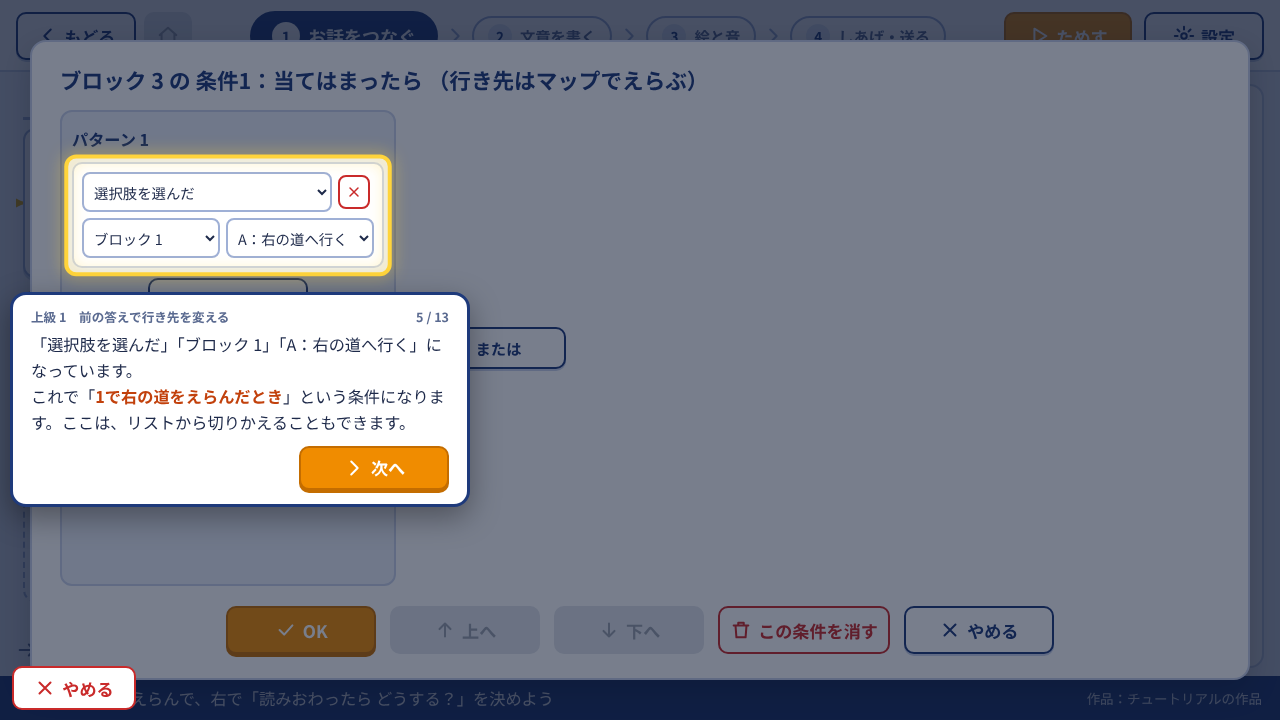 もどる
1 お話をつなぐ
2 文章を書く
3 絵と音
4 しあげ・送る
ためす
設定
ブロック 3 の 条件1：当てはまったら （行き先はマップでえらぶ）
パターン 1
選択肢を選んだ
ブロック 1
A：右の道へ行く
または
上級 1　前の答えで行き先を変える
5 / 13
「選択肢を選んだ」「ブロック 1」「A：右の道へ行く」に
なっています。
これで「1で右の道をえらんだとき」という条件になりま
す。ここは、リストから切りかえることもできます。
次へ
OK
上へ
下へ
この条件を消す
やめる
やめる
えらんで、右で「読みおわったら どうする？」を決めよう
作品：チュートリアルの作品